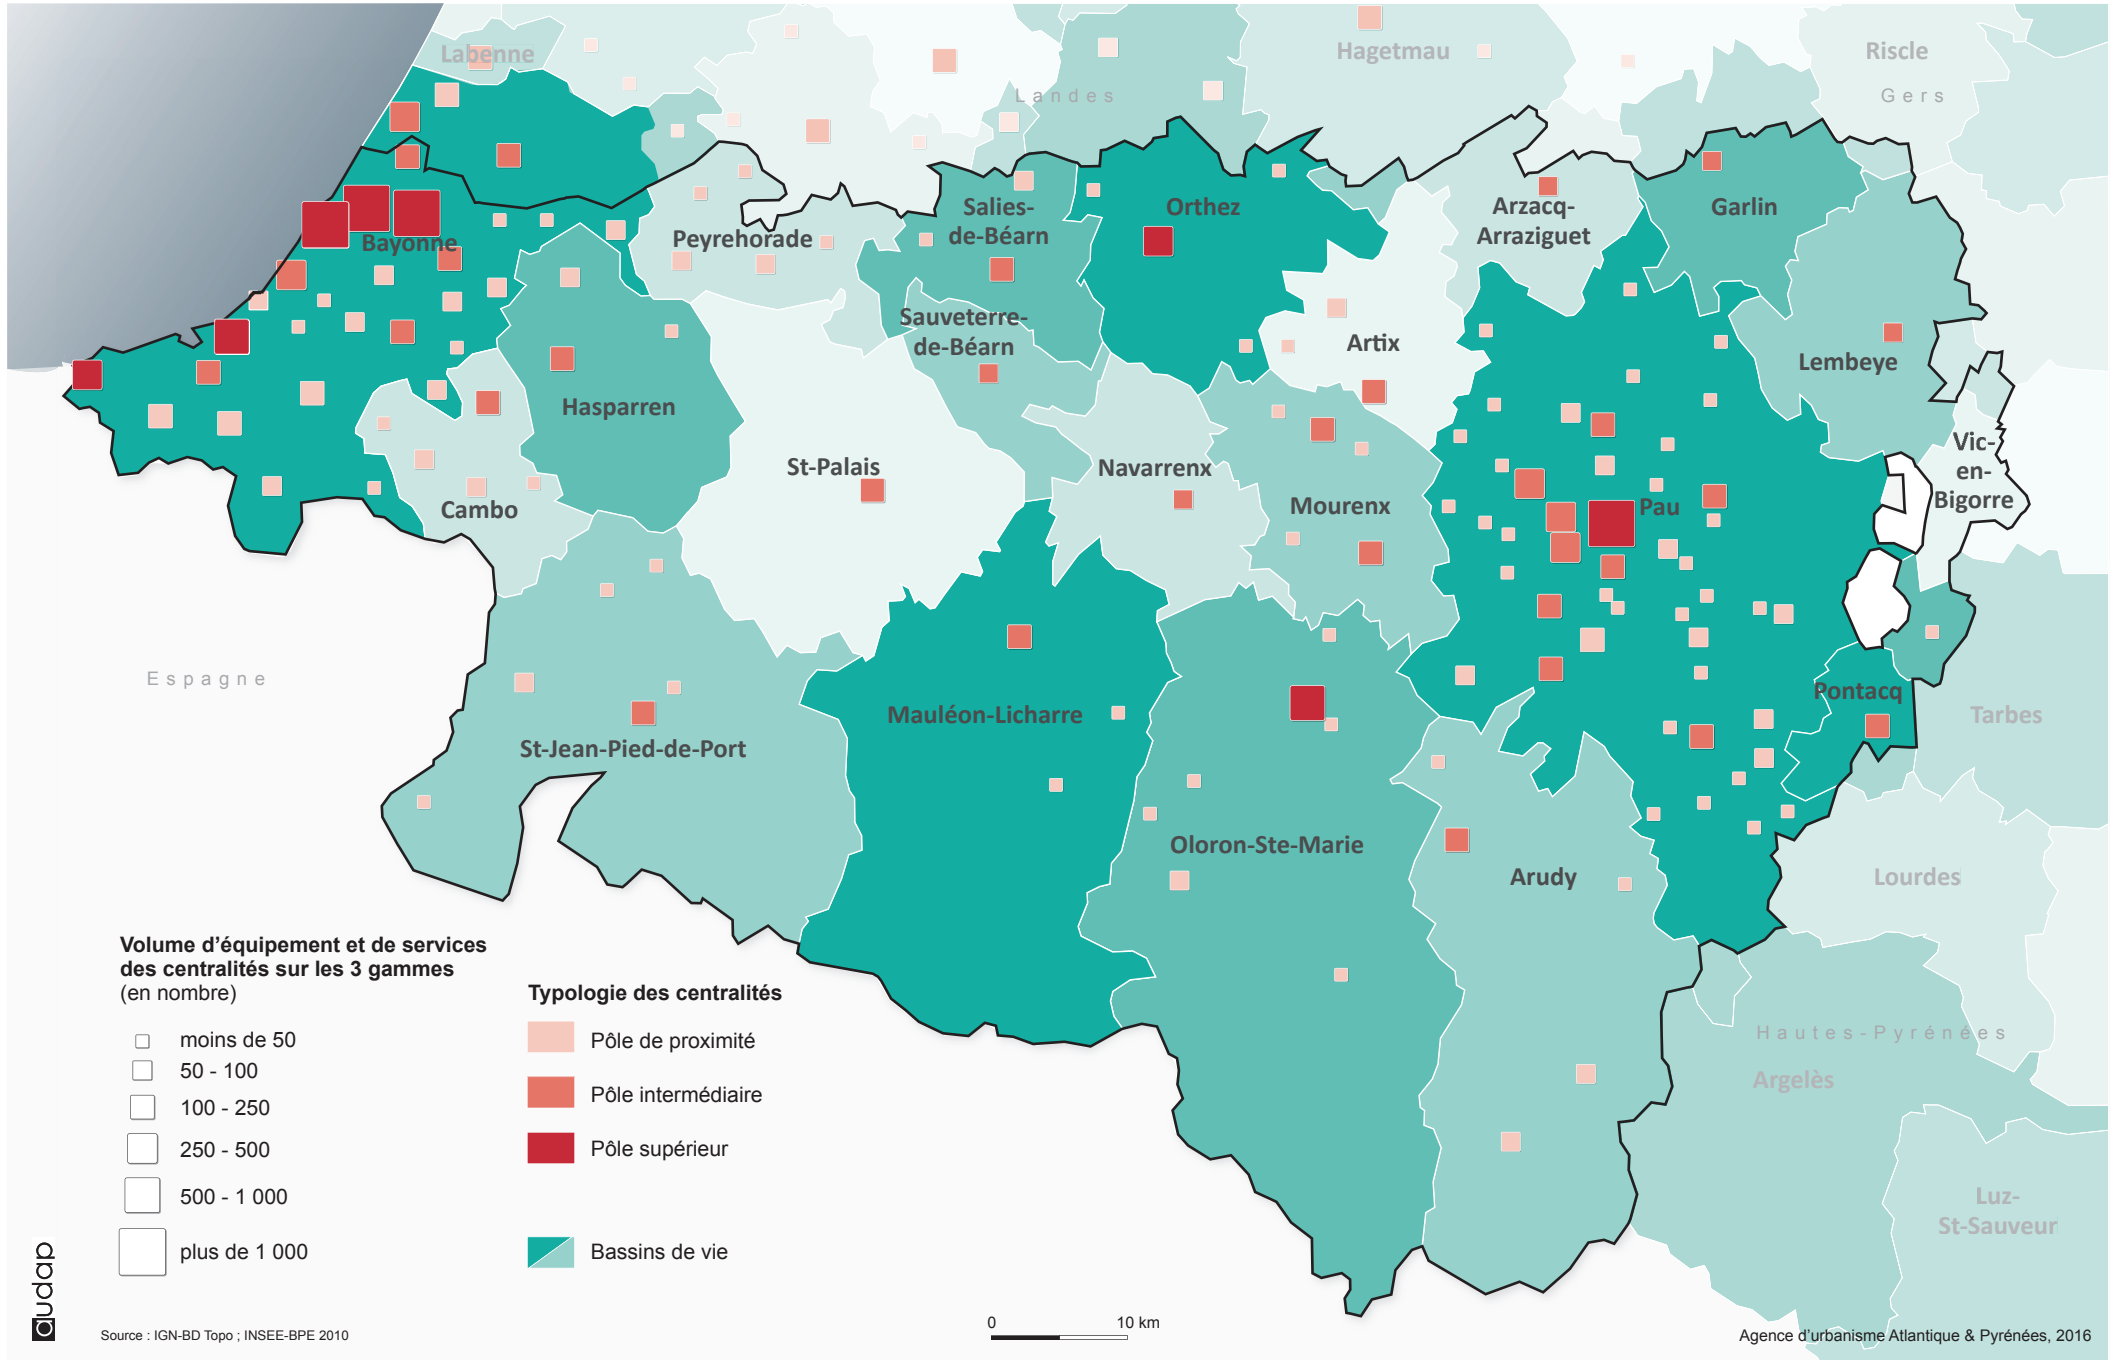 Labenne
Hagetmau
Riscle
Landes
Gers
Bayonne
Peyrehorade
Salies-
de-Béarn
Orthez
Arzacq-
Arraziguet
Garlin
Sauveterre-
de-Béarn
Artix
Lembeye
Hasparren
Cambo
St-Palais
Navarrenx
Mourenx
Pau
Vic-
en-
Bigorre
Espagne
Mauléon-Licharre
St-Jean-Pied-de-Port
Pontacq
Tarbes
Oloron-Ste-Marie
Arudy
Lourdes
Hautes-Pyrénées
Argelès
Luz-
St-Sauveur
Volume d'équipement et de services
des centralités sur les 3 gammes
(en nombre)
moins de 50
50 - 100
100 - 250
250 - 500
500 - 1 000
plus de 1 000
Typologie des centralités
Pôle de proximité
Pôle intermédiaire
Pôle supérieur
Bassins de vie
audap
Source : IGN-BD Topo ; INSEE-BPE 2010
0 10 km
Agence d'urbanisme Atlantique & Pyrénées, 2016